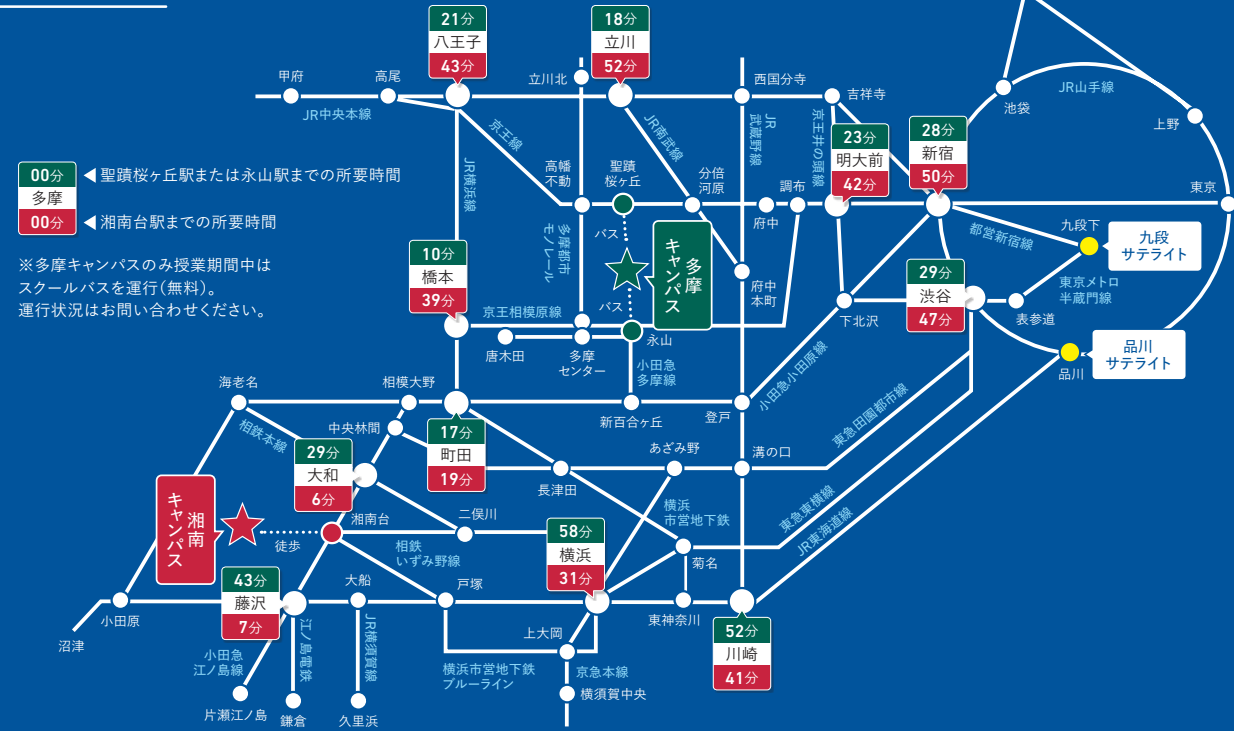 21分
八王子
43分
18分
立川
52分
甲府
高尾
立川北
西国分寺
吉祥寺
池袋
JR山手線
上野
JR中央本線
京王線
JR南武線
JR
武蔵野線
京王井の頭線
23分
明大前
42分
28分
新宿
50分
00分
多摩
00分
◀聖蹟桜ヶ丘駅または永山駅までの所要時間
◀湘南台駅までの所要時間
※多摩キャンパスのみ授業期間中は
スクールバスを運行(無料)。
運行状況はお問い合わせください。
JR横浜線
高幡
不動
聖蹟
桜ヶ丘
分倍
河原
府中
調布
東京
バス
多摩都市
モノレール
多摩
キャンパス
都営新宿線
九段下
九段
サテライト
10分
橋本
39分
バス
府中
本町
29分
渋谷
47分
東京メトロ
半蔵門線
表参道
下北沢
京王相模原線
唐木田
多摩
センター
永山
小田急
多摩線
小田急小田原線
品川
品川
サテライト
海老名
相模大野
新百合ヶ丘
登戸
東急田園都市線
相鉄本線
中央林間
17分
町田
19分
あざみ野
溝の口
29分
大和
6分
長津田
湘南
キャンパス
徒歩
湘南台
二俣川
相鉄
いずみ野線
58分
横浜
31分
横浜
市営地下鉄
菊名
東急東横線
JR東海道線
43分
藤沢
7分
大船
戸塚
東神奈川
小田原
沼津
52分
川崎
41分
小田急
江ノ島線
江ノ島電鉄
JR横須賀線
上大岡
横浜市営地下鉄
ブルーライン
京急本線
横須賀中央
片瀬江ノ島
鎌倉
久里浜